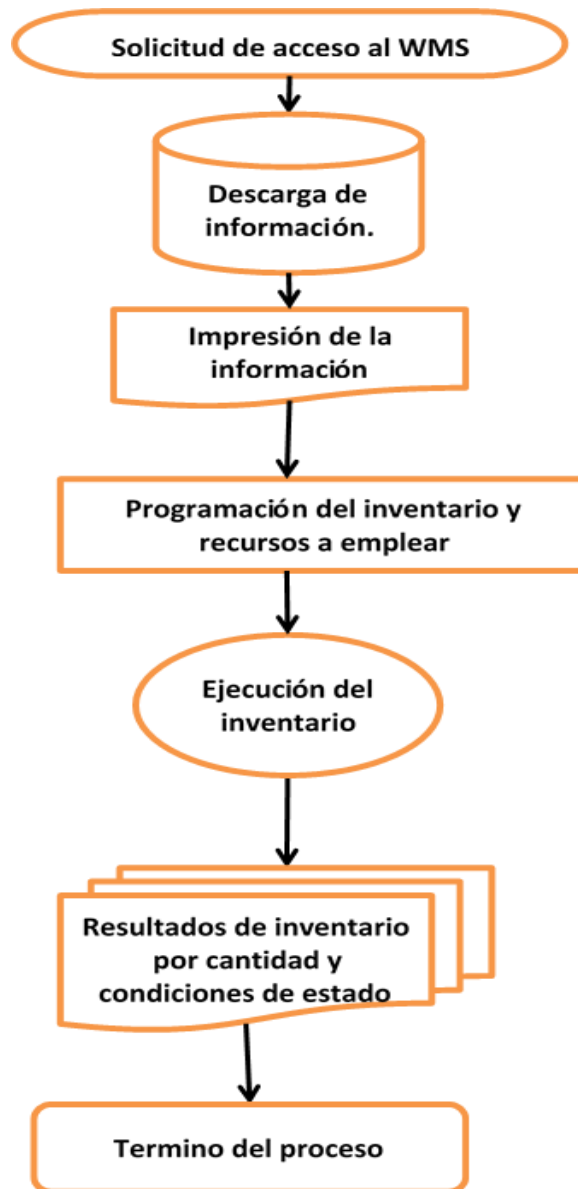 Solicitud de acceso al WMS
Descarga de
información.
Impresión de la
información
Programación del inventario y
recursos a emplear
Ejecución del
inventario
Resultados de inventario
por cantidad y
condiciones de estado
Termino del proceso